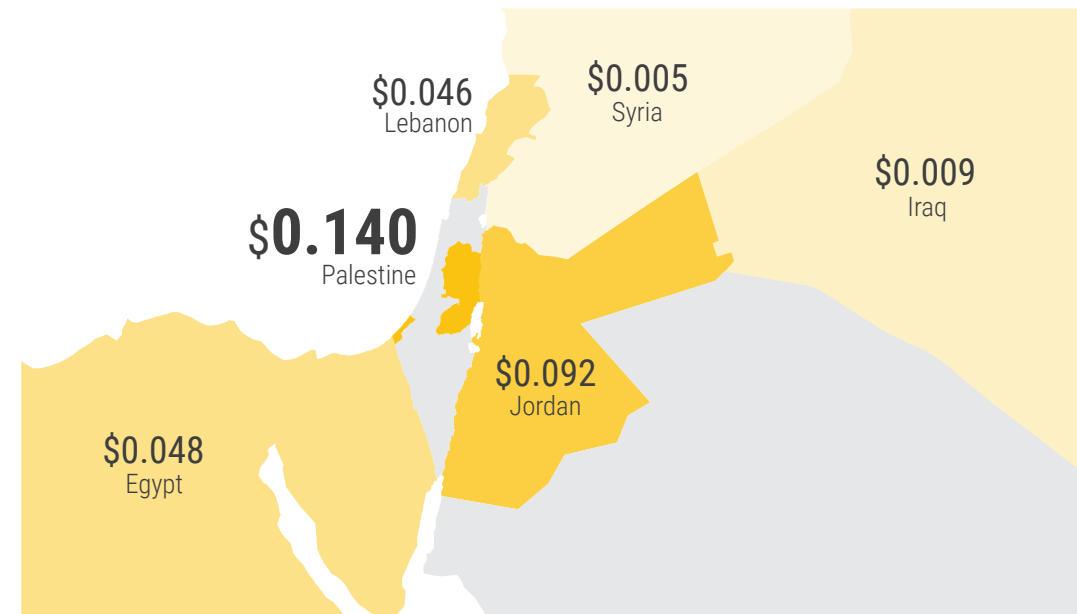 $0.046
Lebanon
$0.005
Syria
$0.009
Iraq
$0.140
Palestine
$0.092
Jordan
$0.048
Egypt